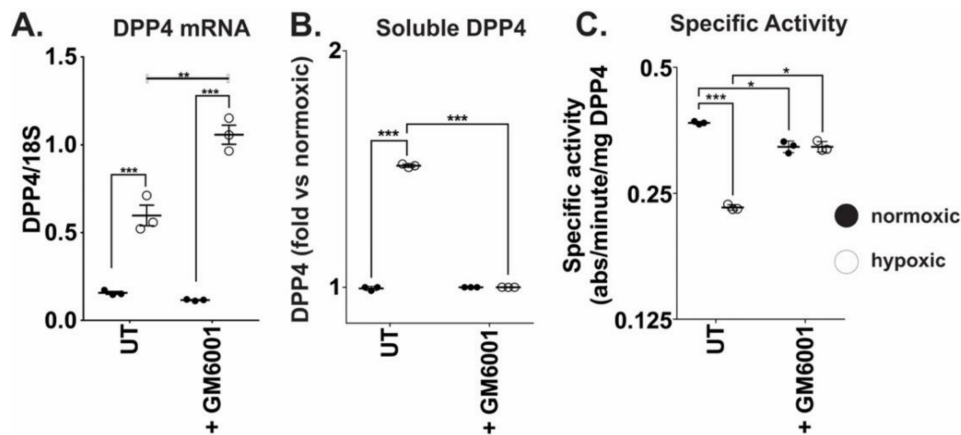 A.
DPP4 mRNA
DPP4/18S
1.5
1.0
0.5
0.0
***
**
***
UT
+ GM6001
B.
Soluble DPP4
DPP4 (fold vs normoxic)
2
1
***
***
UT
+ GM6001
C.
Specific Activity
Specific activity
(abs/minute/mg DPP4
0.5
0.25
0.125
*
*
***
UT
+ GM6001
normoxic
hypoxic